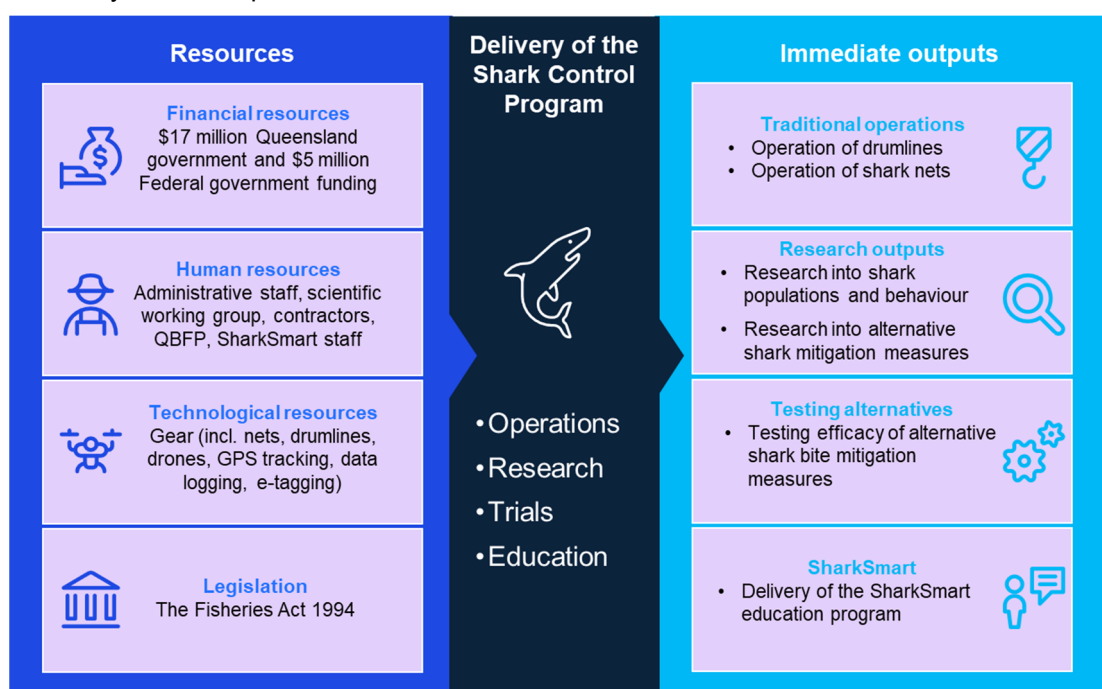 Resources
Financial resources
$17 million Queensland
government and $5 million
Federal government funding
Human resources
Administrative staff, scientific
working group, contractors,
QBFP, SharkSmart staff
Technological resources
Gear (incl. nets, drumlines,
drones, GPS tracking, data
logging, e-tagging)
Legislation
The Fisheries Act 1994
Delivery of the
Shark Control
Program
•Operations
•Research
•Trials
•Education
Immediate outputs
Traditional operations
• Operation of drumlines
• Operation of shark nets
Research outputs
• Research into shark
populations and behaviour
• Research into alternative
shark mitigation measures
Testing alternatives
• Testing efficacy of alternative
shark bite mitigation
measures
SharkSmart
• Delivery of the SharkSmart
education program